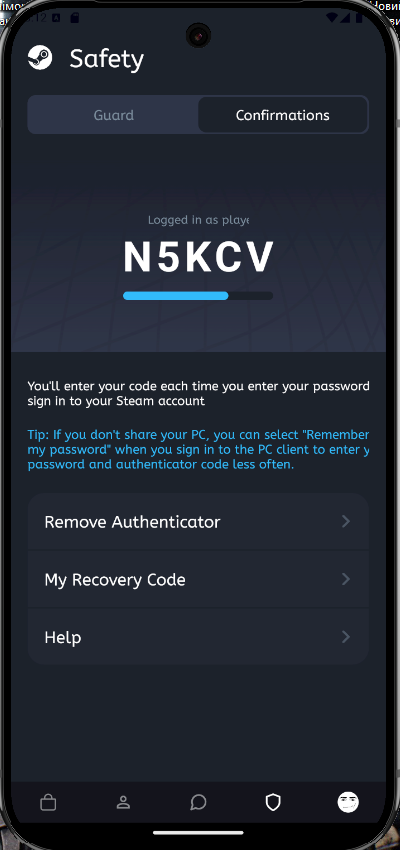 Safety
Guard
Confirmations
Logged in as playe
N5KCV
You'll enter your code each time you enter your password
sign in to your Steam account
Tip: If you don't share your PC, you can select "Remember
my password" when you sign in to the PC client to enter y
password and authenticator code less often.
Remove Authenticator
My Recovery Code
Help